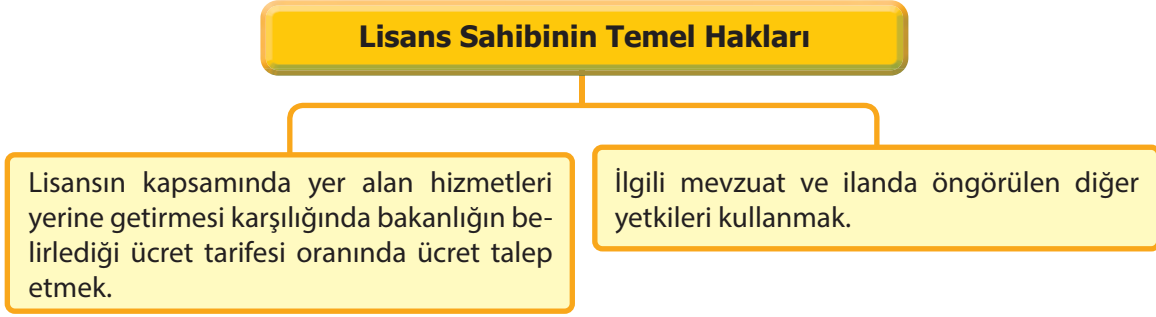 Lisans Sahibinin Temel Hakları
Lisansın kapsamında yer alan hizmetleri
yerine getirmesi karşılığında bakanlığın be-
lirlediği ücret tarifesi oranında ücret talep
etmek.
İlgili mevzuat ve ilanda öngörülen diğer
yetkileri kullanmak.